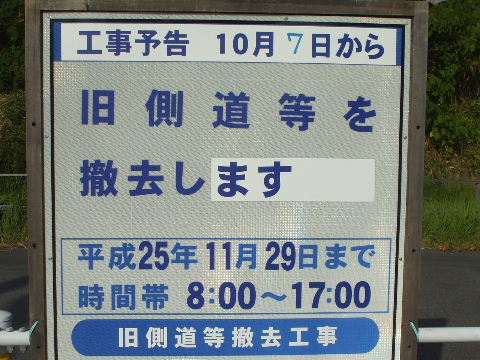 工事予告 10月7日から
旧側道等を
撤去します
平成25年11月29日まで
時間帯 8:00～17:00
旧側道等撤去工事